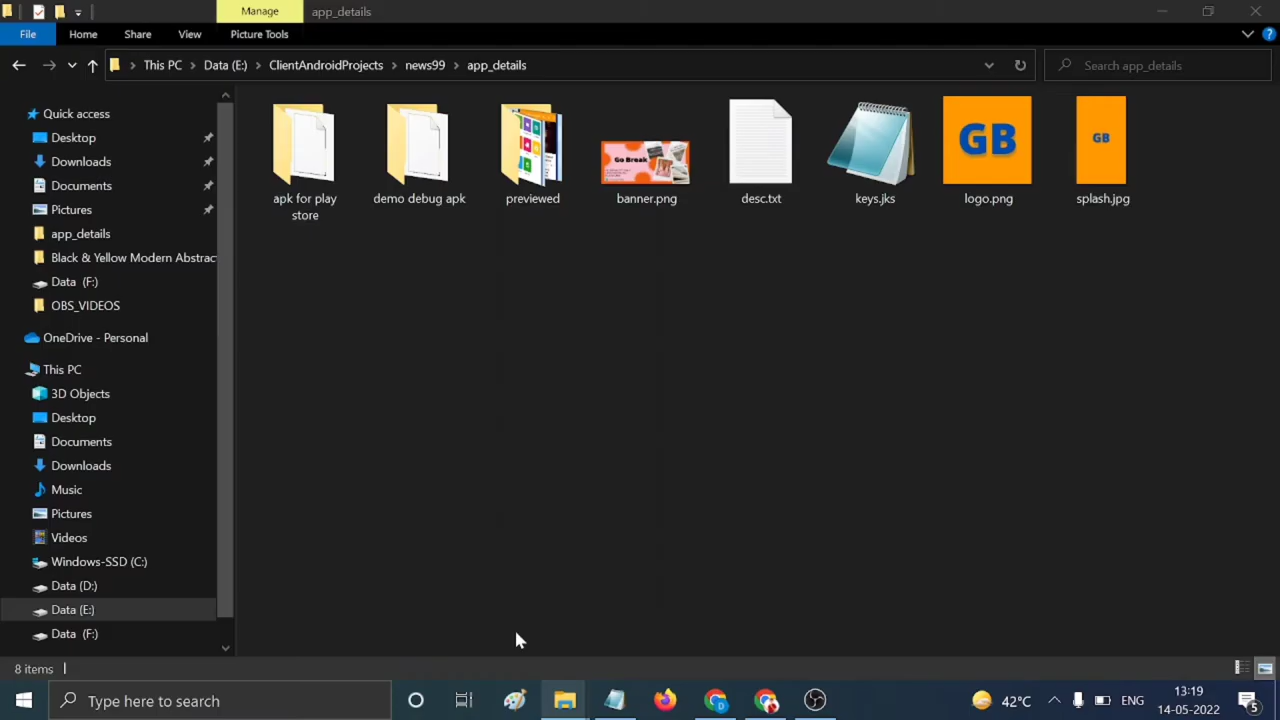 Manage
app_details
File
Home
Share
View
Picture Tools
This PC
Data (E:)
ClientAndroidProjects
news99
app_details
Search app_details
Quick access
Desktop
Downloads
Documents
Pictures
app_details
Black & Yellow Modern Abstrac
Data (F:)
OBS_VIDEOS
OneDrive - Personal
This PC
3D Objects
Desktop
Documents
Downloads
Music
Pictures
Videos
Windows-SSD (C:)
Data (D:)
Data (E:)
Data (F:)
Go Break
GB
GB
apk for play
store
demo debug apk
previewed
banner.png
desc.txt
keys.jks
logo.png
splash.jpg
8 items
Type here to search
D
42°C
ENG
13:19
14-05-2022
5